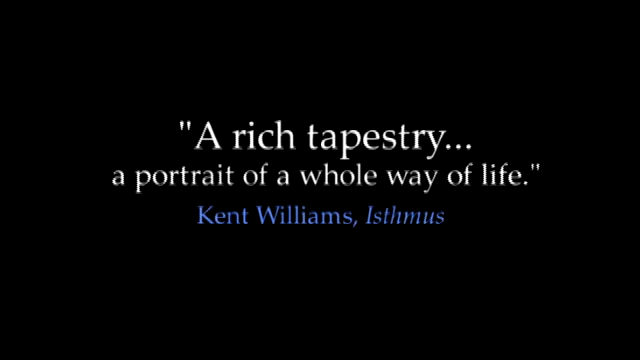 "A rich tapestry...
a portrait of a whole way of life."
Kent Williams, Isthmus